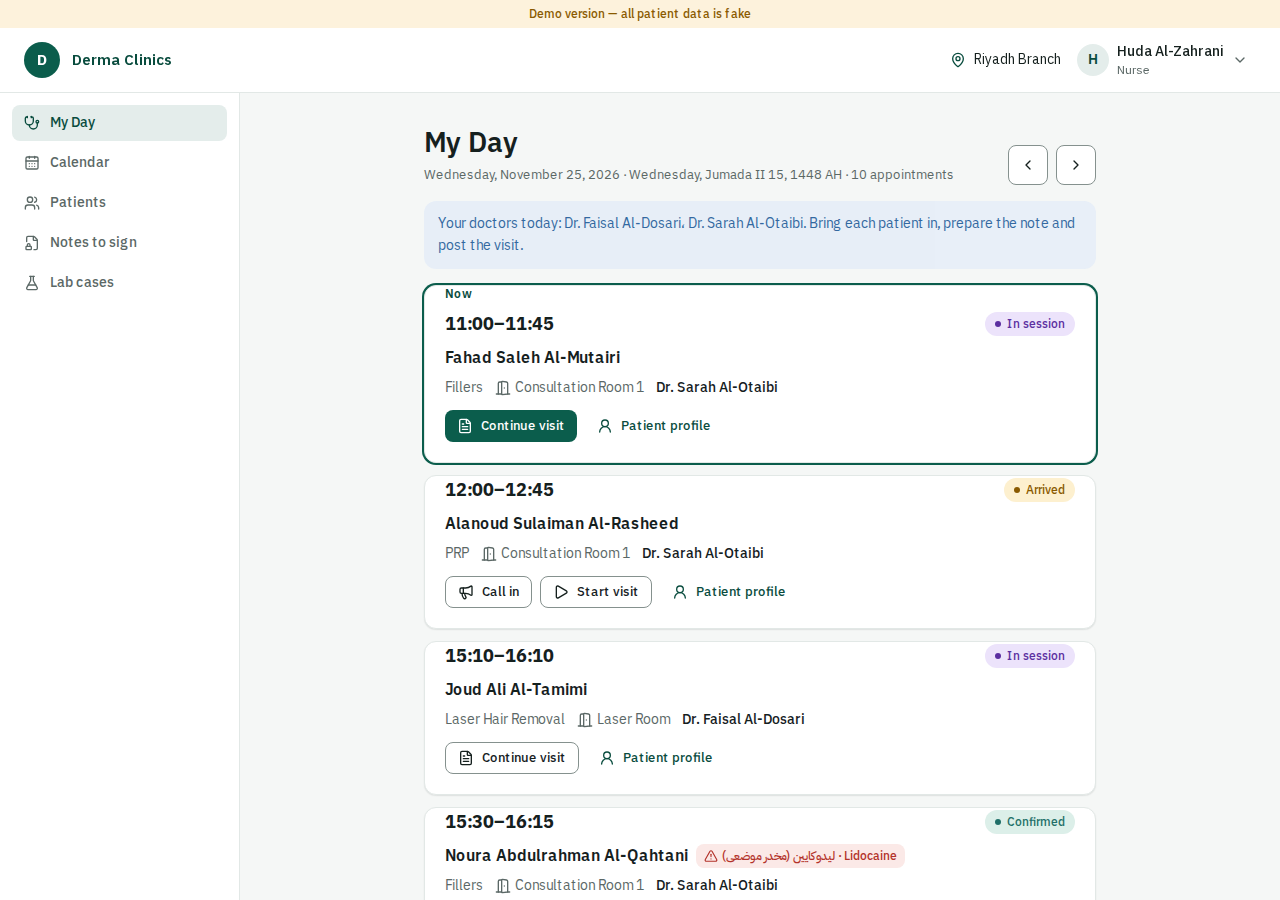 Demo version — all patient data is fake
D
Derma Clinics
Riyadh Branch
H
Huda Al-Zahrani
Nurse
My Day
Calendar
Patients
Notes to sign
Lab cases
My Day
Wednesday, November 25, 2026 · Wednesday, Jumada II 15, 1448 AH · 10 appointments
Your doctors today: Dr. Faisal Al-Dosari، Dr. Sarah Al-Otaibi. Bring each patient in, prepare the note and
post the visit.
Now
11:00–11:45
In session
Fahad Saleh Al-Mutairi
Fillers Consultation Room 1 Dr. Sarah Al-Otaibi
Continue visit Patient profile
12:00–12:45
Arrived
Alanoud Sulaiman Al-Rasheed
PRP Consultation Room 1 Dr. Sarah Al-Otaibi
Call in Start visit Patient profile
15:10–16:10
In session
Joud Ali Al-Tamimi
Laser Hair Removal Laser Room Dr. Faisal Al-Dosari
Continue visit Patient profile
15:30–16:15
Confirmed
Noura Abdulrahman Al-Qahtani ليدوكايين (مخدر موضعي) · Lidocaine
Fillers Consultation Room 1 Dr. Sarah Al-Otaibi